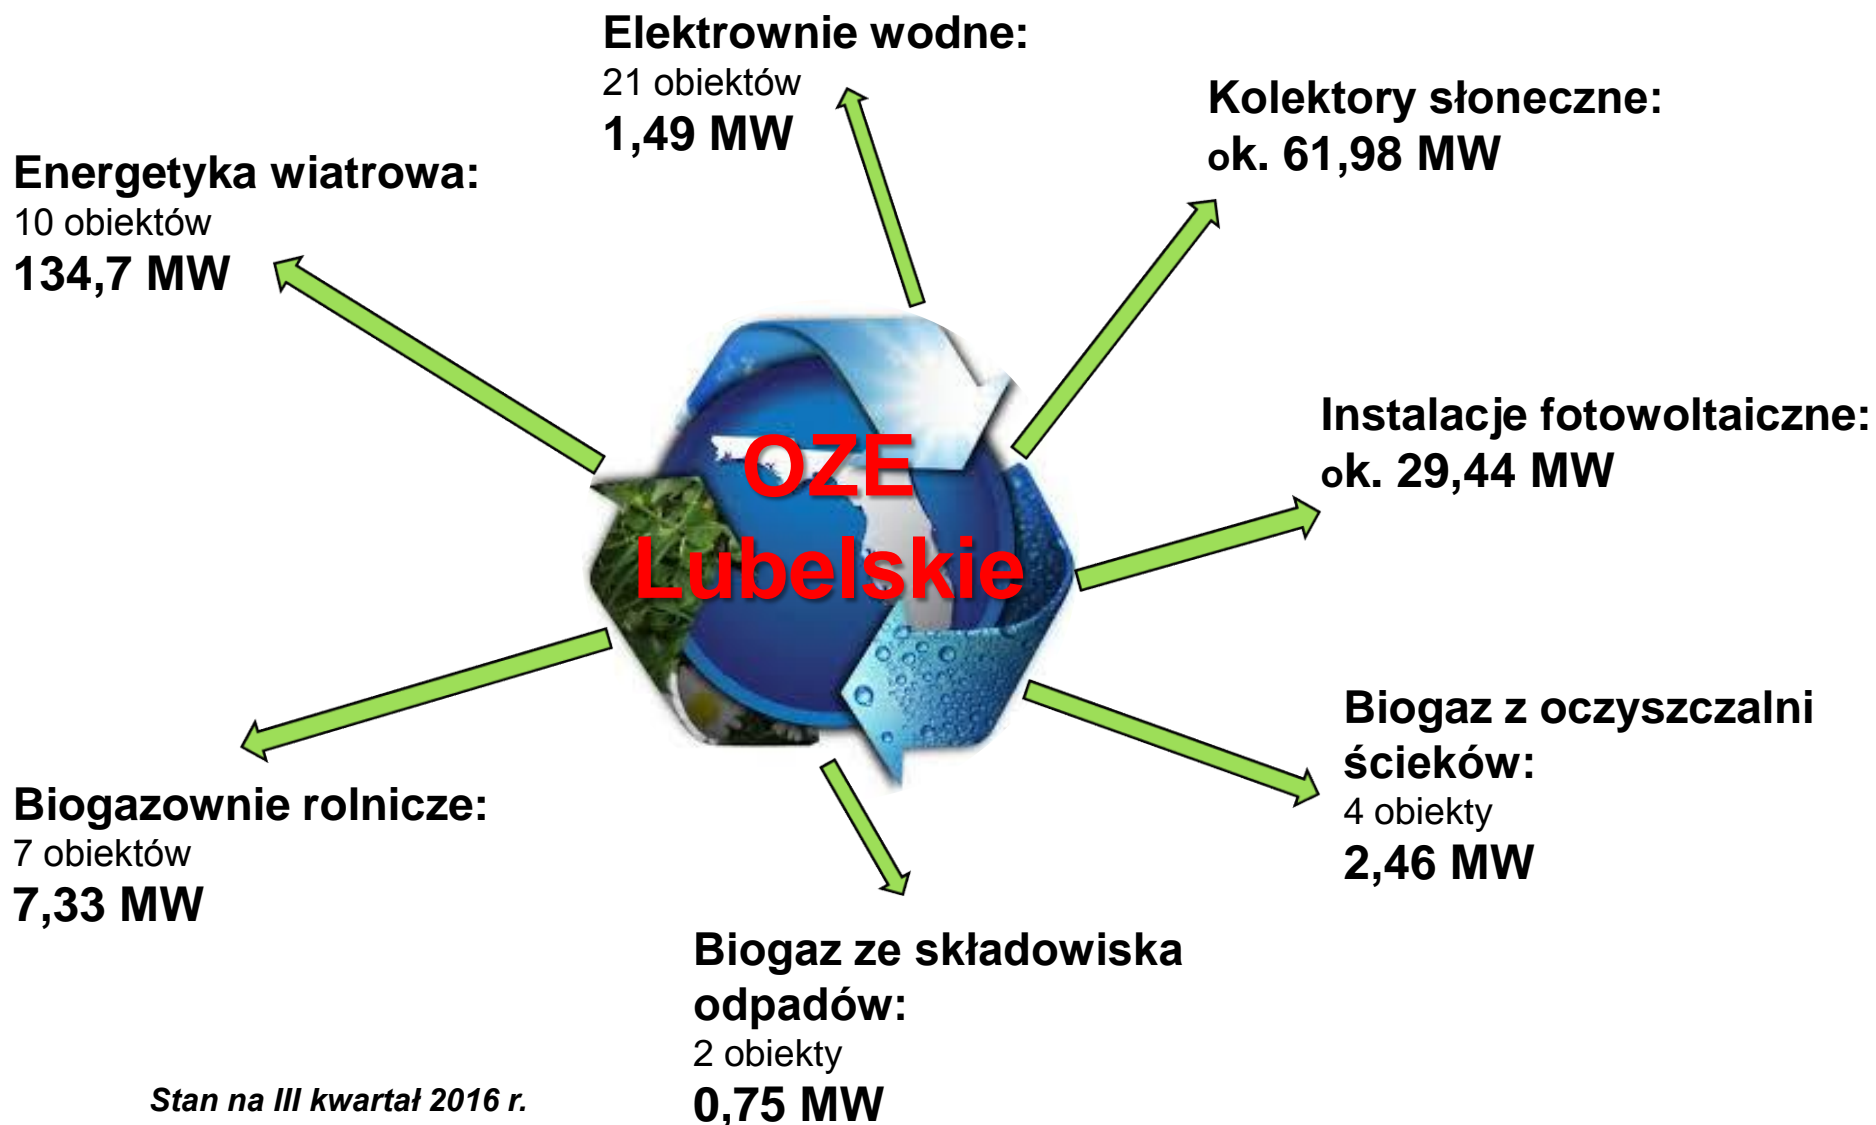 Elektrownie wodne:
21 obiektów
1,49 MW
Kolektory słoneczne:
ok. 61,98 MW
Energetyka wiatrowa:
10 obiektów
134,7 MW
Instalacje fotowoltaiczne:
ok. 29,44 MW
OZE
Lubelskie
Biogaz z oczyszczalni
ścieków:
4 obiekty
2,46 MW
Biogazownie rolnicze:
7 obiektów
7,33 MW
Biogaz ze składowiska
odpadów:
2 obiekty
0,75 MW
Stan na III kwartał 2016 r.